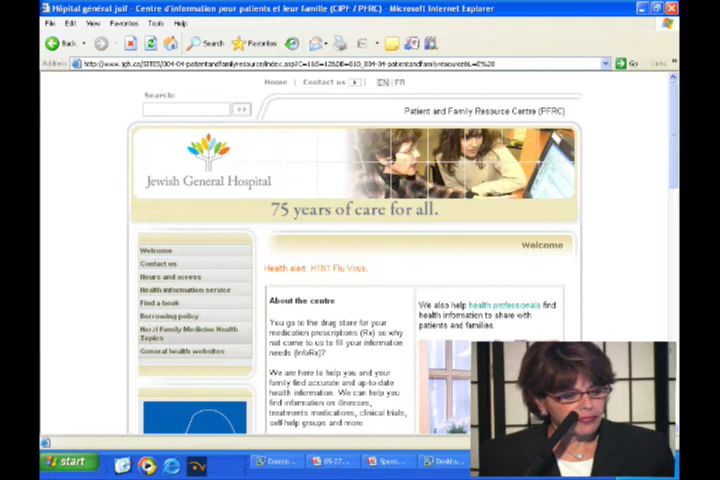 Hôpital général juif - Centre d'information pour patients et leur famille (CIPF / PFRC) - Microsoft Internet Explorer
File Edit View Favorites Tools Help
Back Search Favorites
Address Go Links
Home | Contact us EN | FR
Search:
Patient and Family Resource Centre (PFRC)
Jewish General Hospital
75 years of care for all.
Welcome
Contact us
Hours and access
Health information service
Find a book
Borrowing policy
Herzl Family Medicine Health
Topics
General health websites
Welcome
Health alert: H1N1 Flu Virus.
About the centre
You go to the drug store for your
medication prescriptions (Rx) so why
not come to us to fill your information
needs (InfoRx)?
We are here to help you and your
family find accurate and up-to-date
health information. We can help you
find information on illnesses,
treatments medications, clinical trials,
self-help groups and more.
We also help health professionals find
health information to share with
patients and families.
start